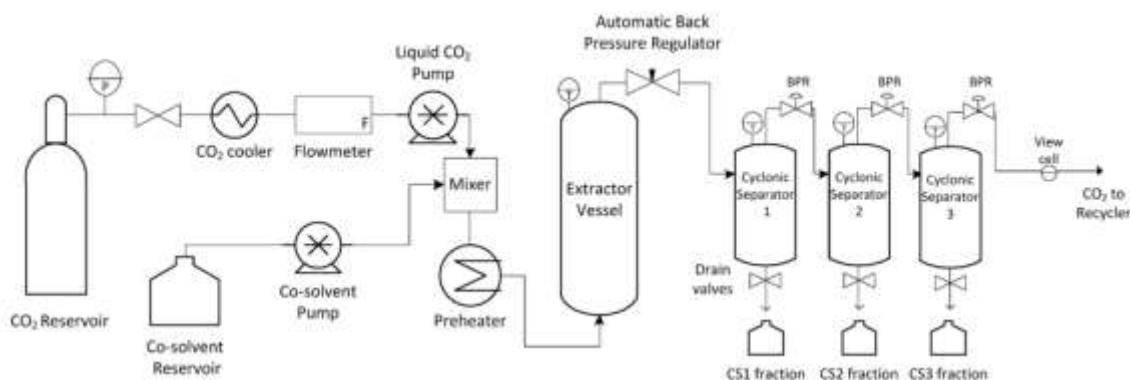 Automatic Back
Pressure Regulator
Liquid CO₂
Pump
P
CO₂ cooler
Flowmeter
F
Mixer
Extractor
Vessel
BPR
BPR
BPR
Cyclonic
Separator
1
Cyclonic
Separator
2
Cyclonic
Separator
3
View
cell
CO₂ to
Recycler
CO₂ Reservoir
Co-solvent
Reservoir
Co-solvent
Pump
Preheater
Drain
valves
CS1 fraction
CS2 fraction
CS3 fraction